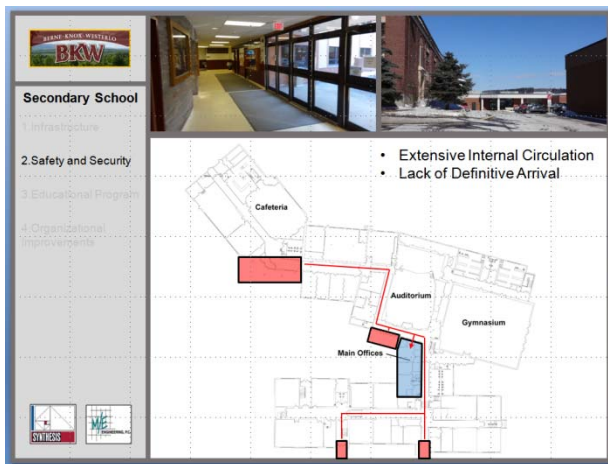 BERNE-KNOX-WESTERLO
BKW
Secondary School
1.Infrastructure
2.Safety and Security
3.Educational Program
4.Organizational
Improvements
SYNTHESIS
M/E
ENGINEERING, P.C.
• Extensive Internal Circulation
• Lack of Definitive Arrival
Cafeteria
Auditorium
Gymnasium
Main Offices